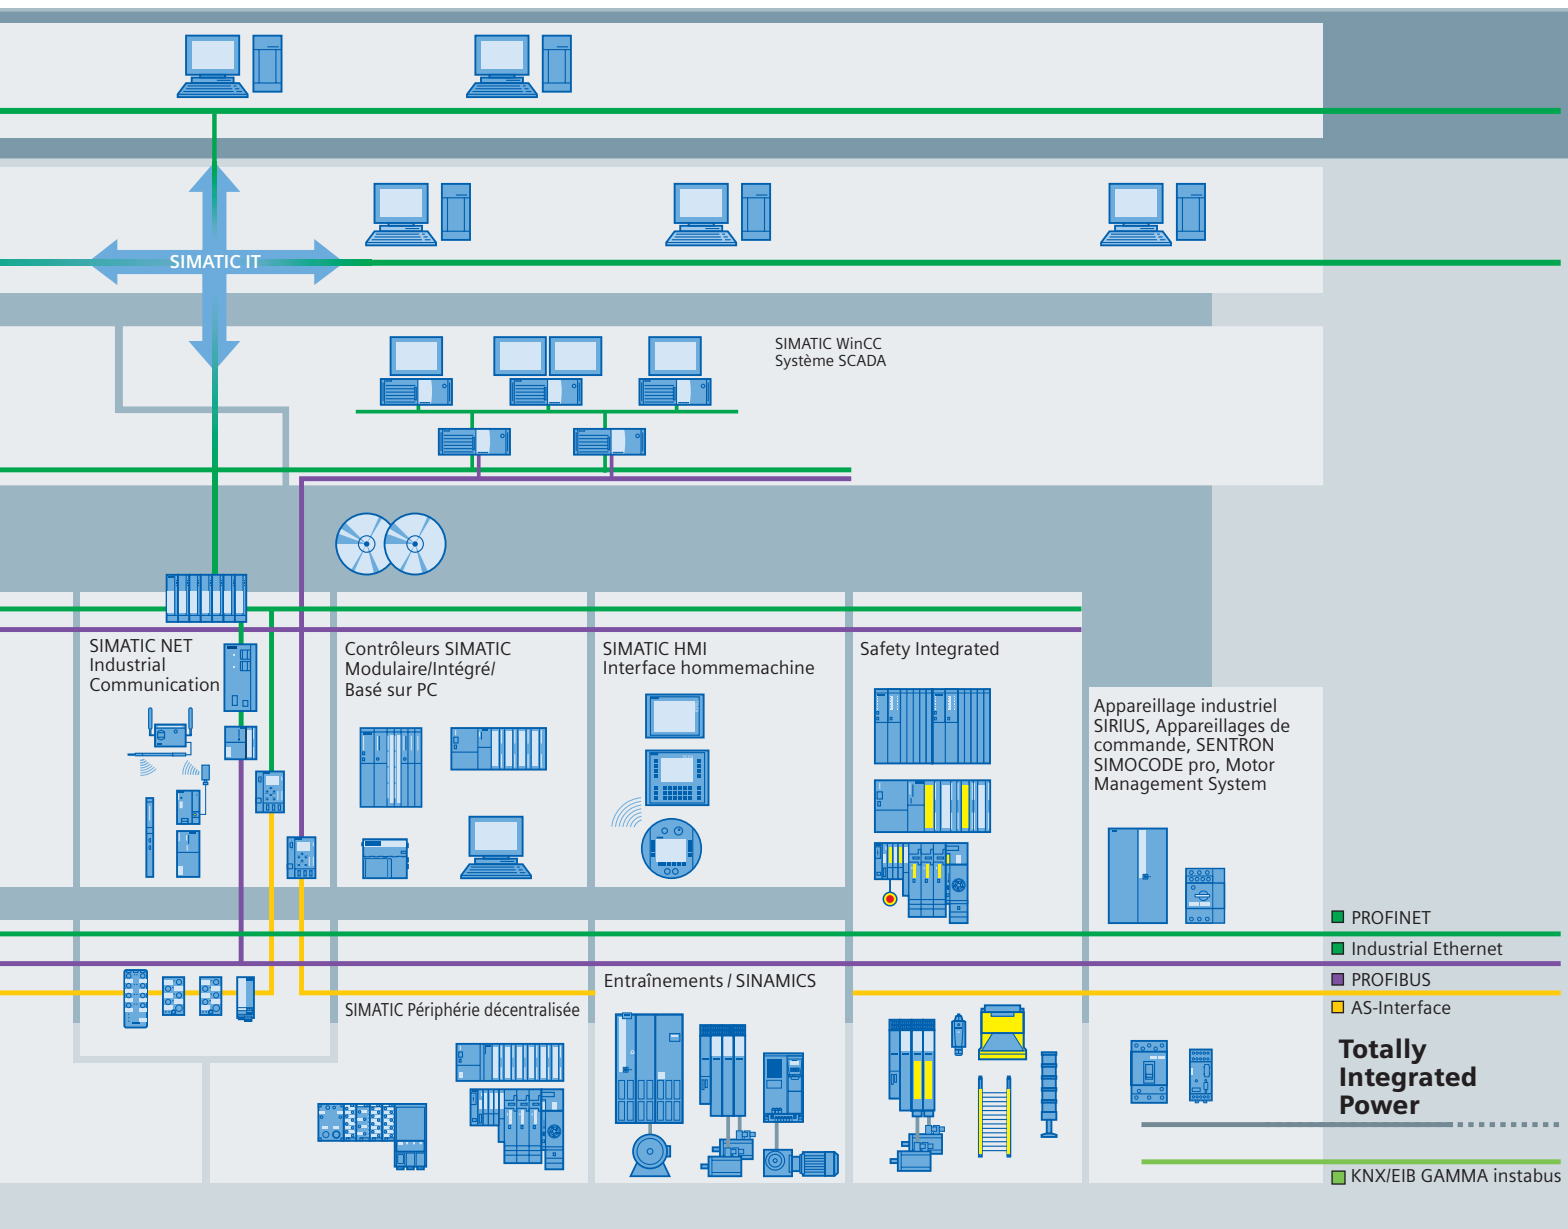 SIMATIC IT
SIMATIC WinCC
Système SCADA
SIMATIC NET
Industrial
Communication
Contrôleurs SIMATIC
Modulaire/Intégré/
Basé sur PC
SIMATIC HMI
Interface hommemachine
Safety Integrated
Appareillage industriel
SIRIUS, Appareillages de
commande, SENTRON
SIMOCODE pro, Motor
Management System
PROFINET
Industrial Ethernet
PROFIBUS
AS-Interface
Entraînements / SINAMICS
SIMATIC Périphérie décentralisée
Totally
Integrated
Power
KNX/EIB GAMMA instabus